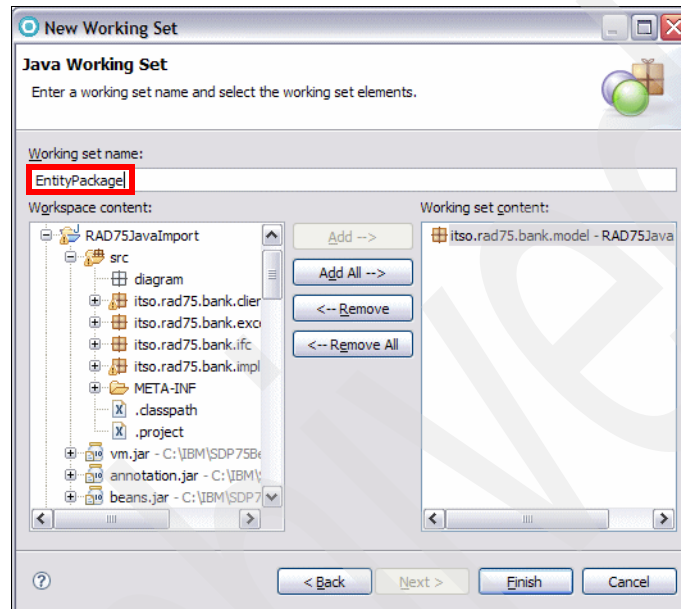 New Working Set
Java Working Set
Enter a working set name and select the working set elements.
Working set name:
EntityPackage
Workspace content:
Working set content:
RAD75JavaImport
src
diagram
itso.rad75.bank.clier
itso.rad75.bank.exce
itso.rad75.bank.ifc
itso.rad75.bank.impl
META-INF
.classpath
.project
vm.jar - C:\IBM\SDP75Be
annotation.jar - C:\IBM\
beans.jar - C:\IBM\SDP7
Add -->
Add All -->
<-- Remove
<-- Remove All
itso.rad75.bank.model - RAD75Java
< Back
Next >
Finish
Cancel